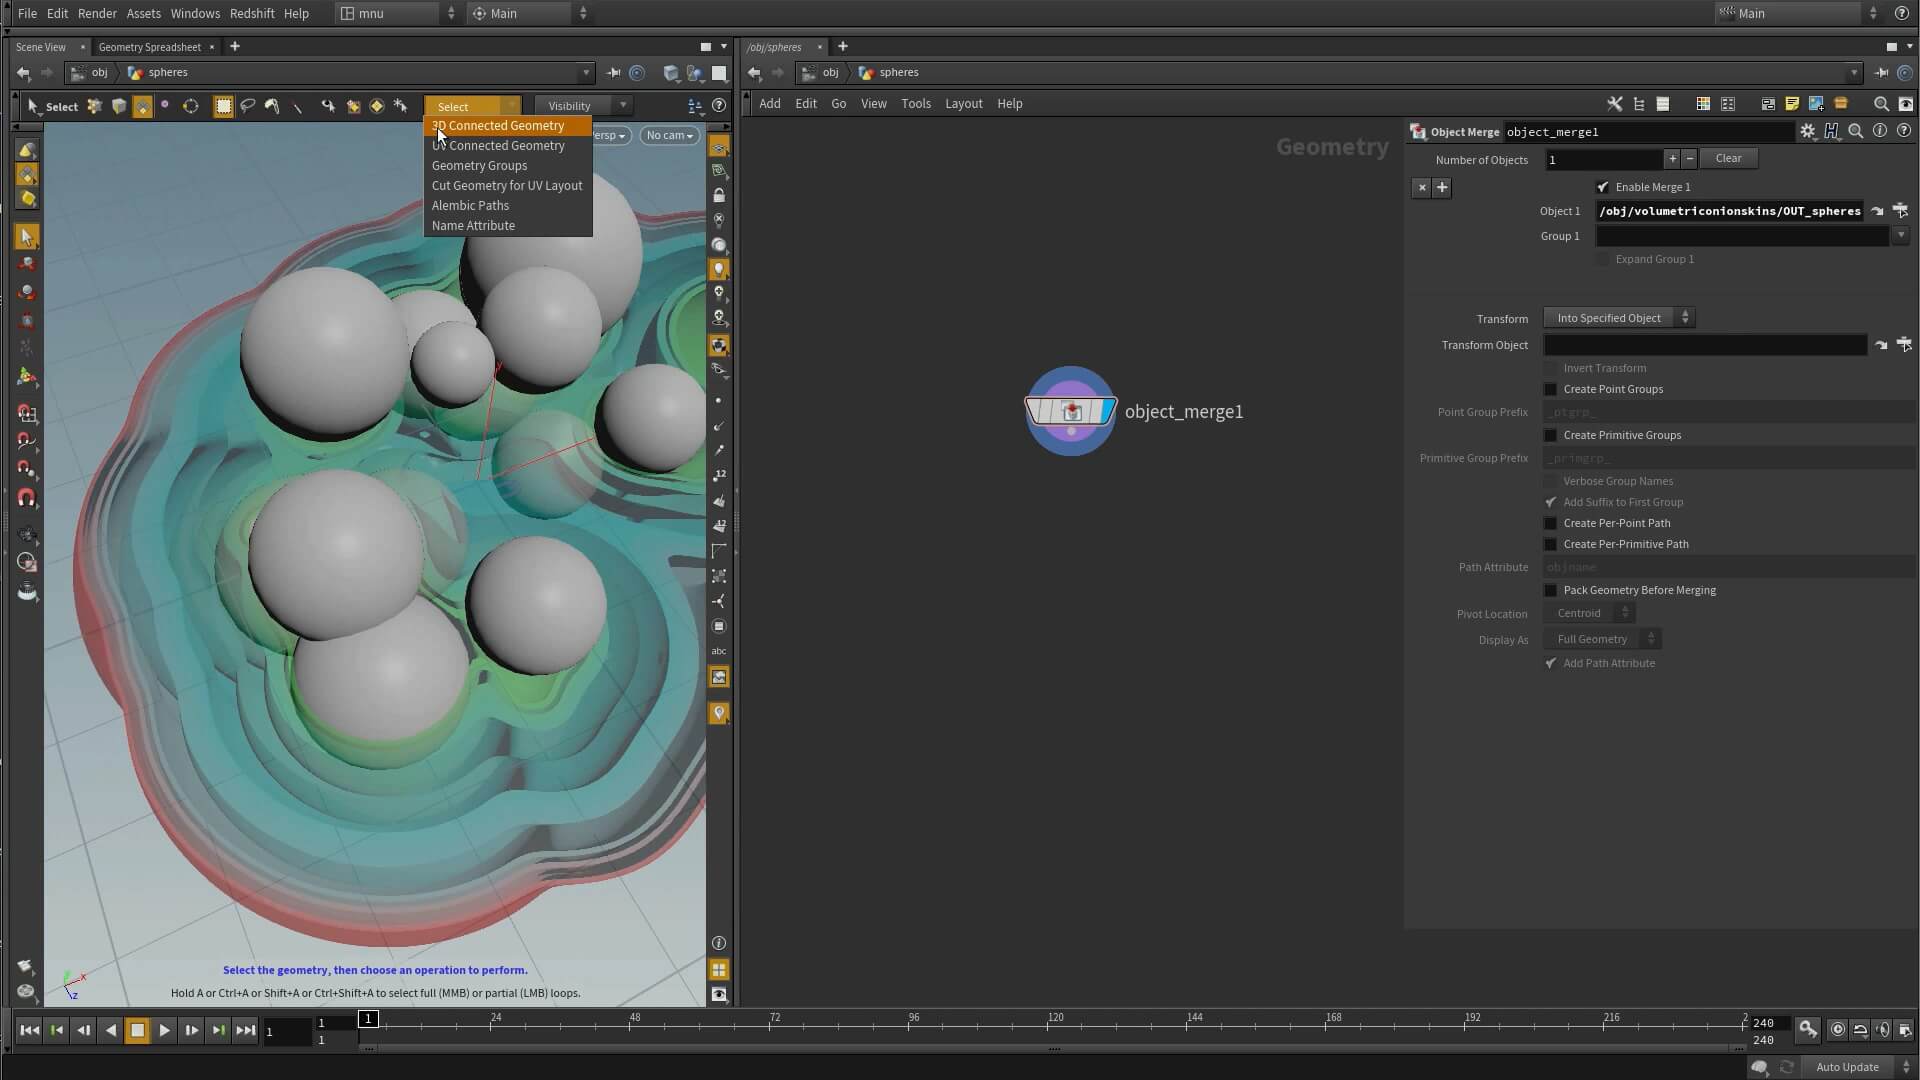 File Edit Render Assets Windows Redshift Help mnu Main Main
Scene View × Geometry Spreadsheet × + /obj/spheres × +
obj spheres obj spheres
Select Select Visibility
Add Edit Go View Tools Layout Help
3D Connected Geometry
UV Connected Geometry
Geometry Groups
Cut Geometry for UV Layout
Alembic Paths
Name Attribute
Persp No cam
Geometry
object_merge1
Object Merge object_merge1
Number of Objects 1 + − Clear
Enable Merge 1
Object 1 /obj/volumetriconionskins/OUT_spheres
Group 1
Expand Group 1
Transform Into Specified Object
Transform Object
Invert Transform
Create Point Groups
Point Group Prefix _ptgrp_
Create Primitive Groups
Primitive Group Prefix _primgrp_
Verbose Group Names
Add Suffix to First Group
Create Per-Point Path
Create Per-Primitive Path
Path Attribute objname
Pack Geometry Before Merging
Pivot Location Centroid
Display As Full Geometry
Add Path Attribute
12
12
abc
y
y x
z
Select the geometry, then choose an operation to perform.
Hold A or Ctrl+A or Shift+A or Ctrl+Shift+A to select full (MMB) or partial (LMB) loops.
1 1 1 24 48 72 96 120 144 168 192 216 2 240
1 240
Auto Update